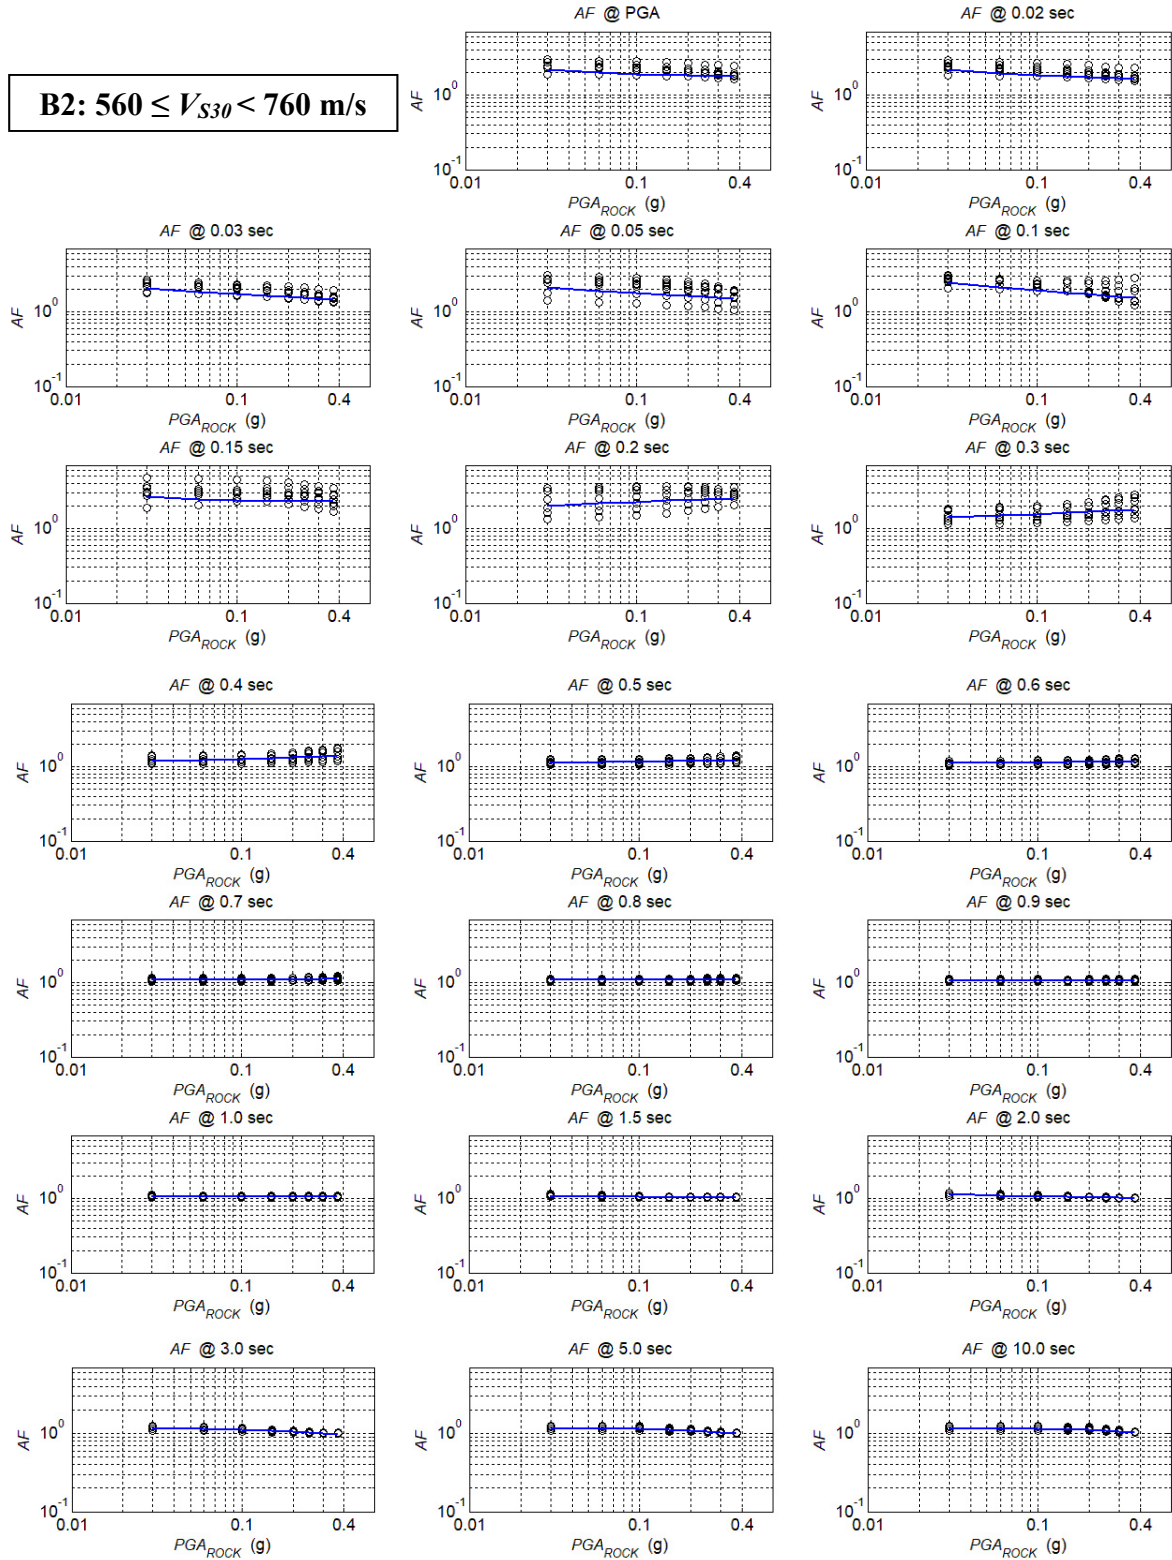 B2: 560 ≤ VS30 < 760 m/s
AF @ PGA
AF
10^0
10^-1
0.01 0.1 0.4
PGAROCK (g)
AF @ 0.02 sec
AF
10^0
10^-1
0.01 0.1 0.4
PGAROCK (g)
AF @ 0.03 sec
AF
10^0
10^-1
0.01 0.1 0.4
PGAROCK (g)
AF @ 0.05 sec
AF
10^0
10^-1
0.01 0.1 0.4
PGAROCK (g)
AF @ 0.1 sec
AF
10^0
10^-1
0.01 0.1 0.4
PGAROCK (g)
AF @ 0.15 sec
AF
10^0
10^-1
0.01 0.1 0.4
PGAROCK (g)
AF @ 0.2 sec
AF
10^0
10^-1
0.01 0.1 0.4
PGAROCK (g)
AF @ 0.3 sec
AF
10^0
10^-1
0.01 0.1 0.4
PGAROCK (g)
AF @ 0.4 sec
AF
10^0
10^-1
0.01 0.1 0.4
PGAROCK (g)
AF @ 0.5 sec
AF
10^0
10^-1
0.01 0.1 0.4
PGAROCK (g)
AF @ 0.6 sec
AF
10^0
10^-1
0.01 0.1 0.4
PGAROCK (g)
AF @ 0.7 sec
AF
10^0
10^-1
0.01 0.1 0.4
PGAROCK (g)
AF @ 0.8 sec
AF
10^0
10^-1
0.01 0.1 0.4
PGAROCK (g)
AF @ 0.9 sec
AF
10^0
10^-1
0.01 0.1 0.4
PGAROCK (g)
AF @ 1.0 sec
AF
10^0
10^-1
0.01 0.1 0.4
PGAROCK (g)
AF @ 1.5 sec
AF
10^0
10^-1
0.01 0.1 0.4
PGAROCK (g)
AF @ 2.0 sec
AF
10^0
10^-1
0.01 0.1 0.4
PGAROCK (g)
AF @ 3.0 sec
AF
10^0
10^-1
0.01 0.1 0.4
PGAROCK (g)
AF @ 5.0 sec
AF
10^0
10^-1
0.01 0.1 0.4
PGAROCK (g)
AF @ 10.0 sec
AF
10^0
10^-1
0.01 0.1 0.4
PGAROCK (g)